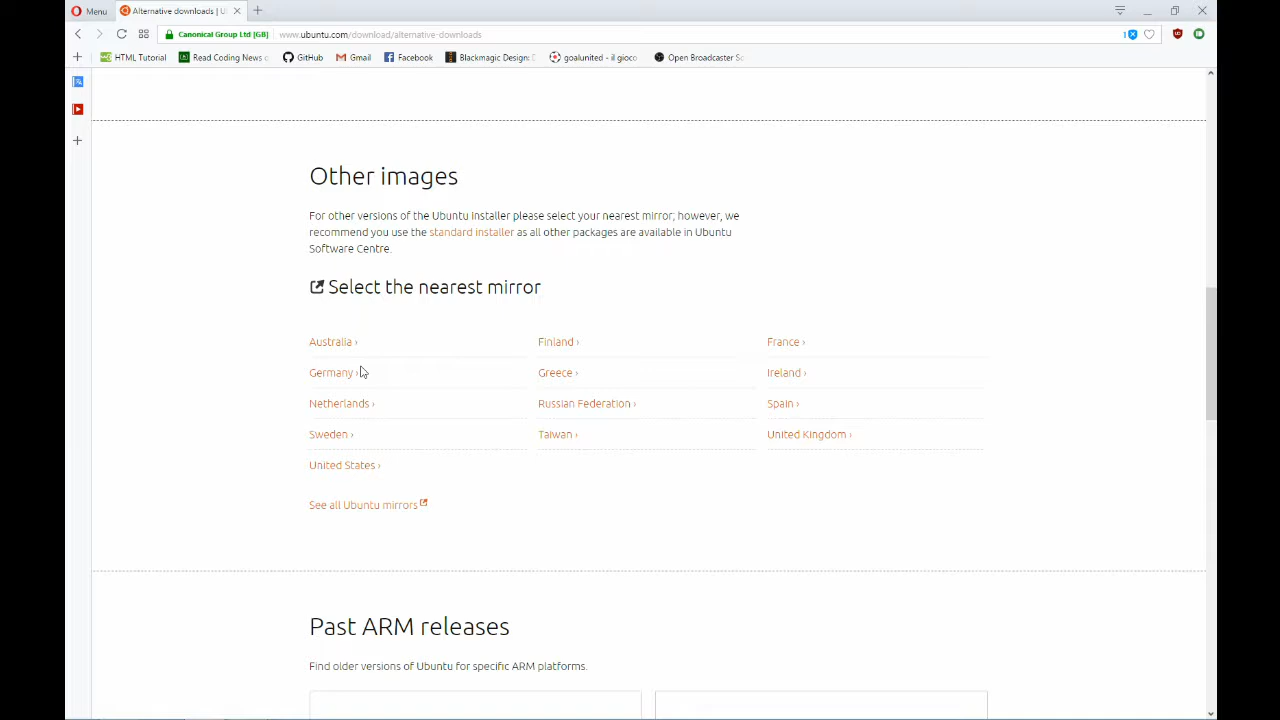 Menu
Alternative downloads | U
Canonical Group Ltd [GB]
www.ubuntu.com/download/alternative-downloads
1
HTML Tutorial
Read Coding News
GitHub
Gmail
Facebook
Blackmagic Design:
goalunited - il gioco
Open Broadcaster So
Other images
For other versions of the Ubuntu installer please select your nearest mirror; however, we
recommend you use the standard installer as all other packages are available in Ubuntu
Software Centre.
Select the nearest mirror
Australia ›
Finland ›
France ›
Germany ›
Greece ›
Ireland ›
Netherlands ›
Russian Federation ›
Spain ›
Sweden ›
Taiwan ›
United Kingdom ›
United States ›
See all Ubuntu mirrors
Past ARM releases
Find older versions of Ubuntu for specific ARM platforms.